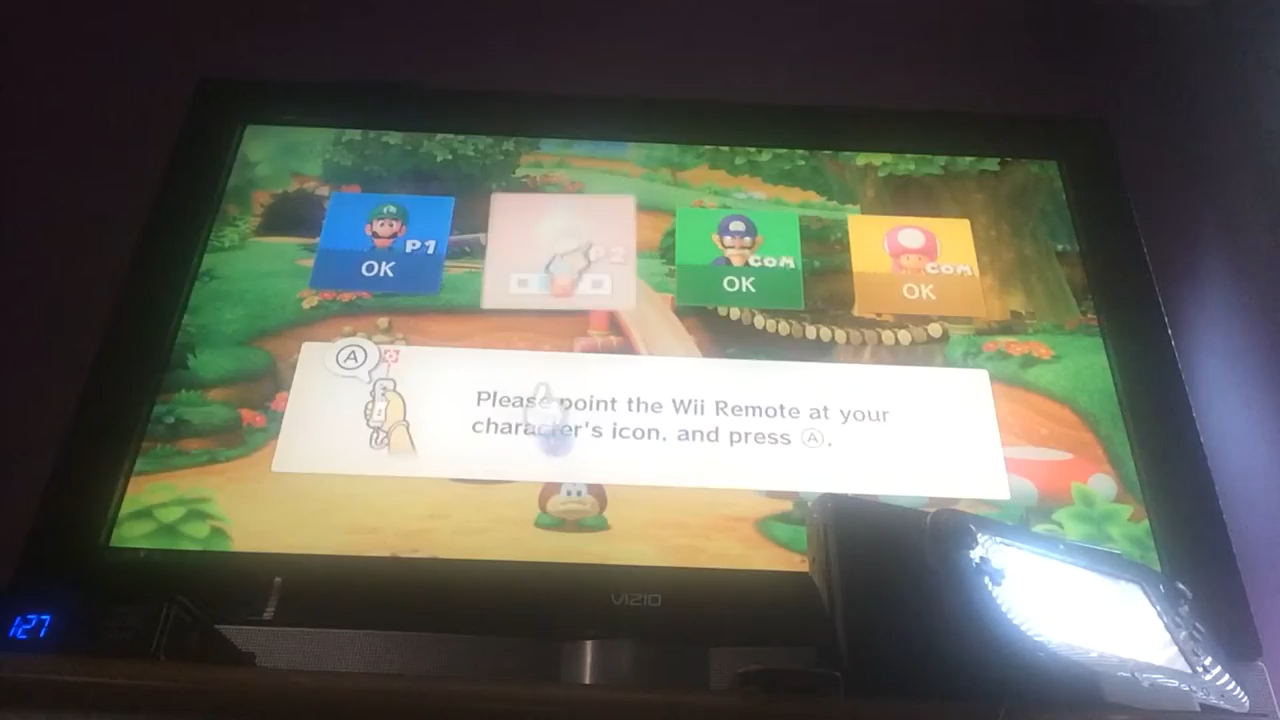 P1
OK
P2
COM
OK
COM
OK
A
Please point the Wii Remote at your
character's icon, and press Ⓐ.
VIZIO
127